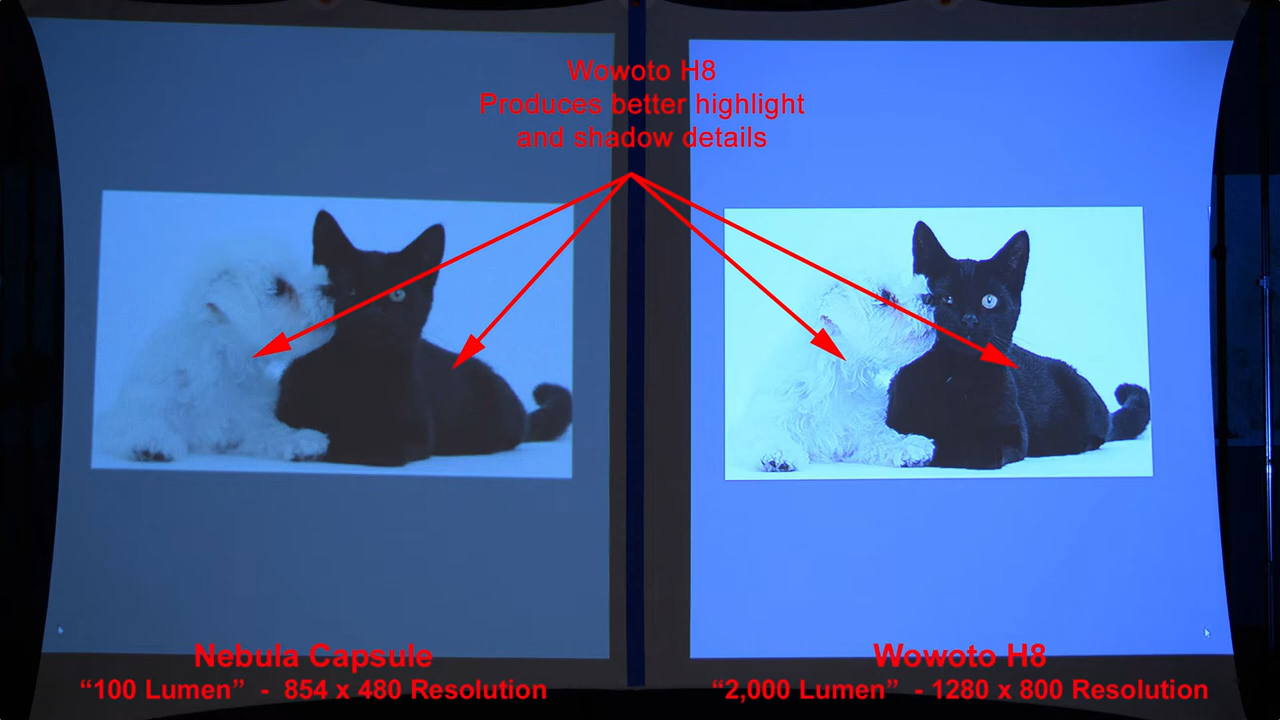 Wowoto H8
Produces better highlight
and shadow details
Nebula Capsule
“100 Lumen”  -  854 x 480 Resolution
Wowoto H8
“2,000 Lumen”  - 1280 x 800 Resolution